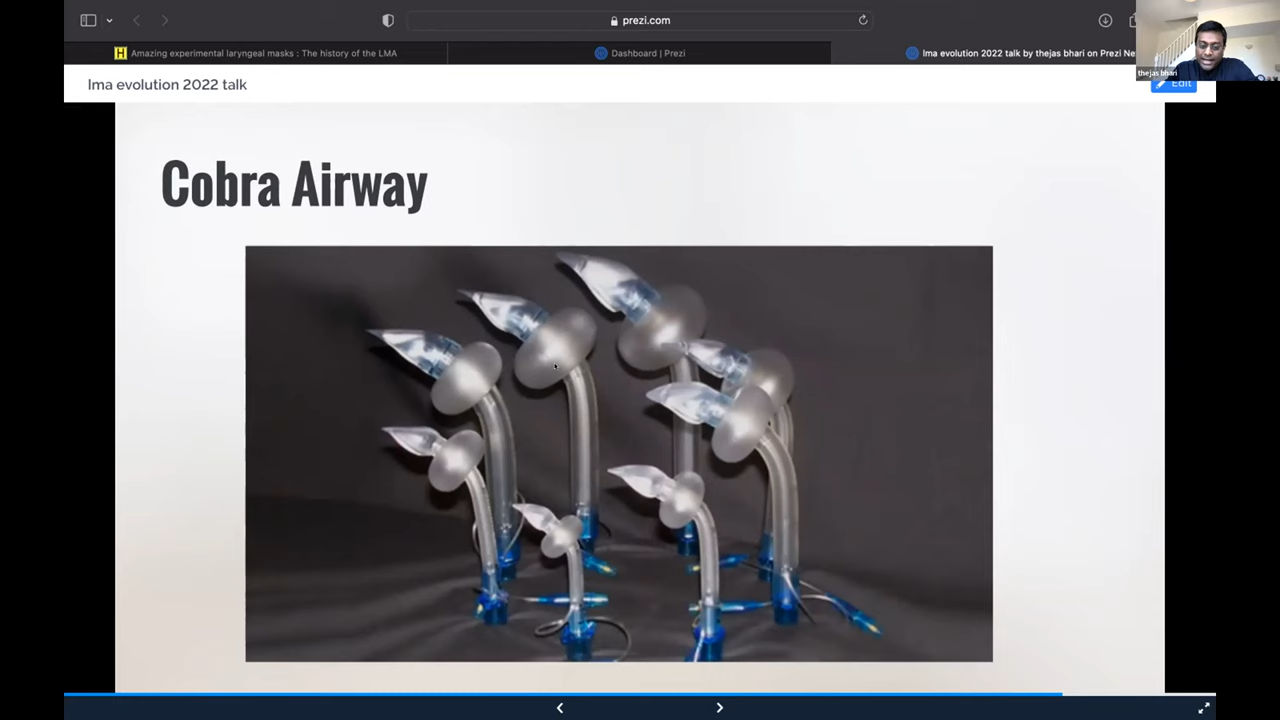 prezi.com
H Amazing experimental laryngeal masks : The history of the LMA
Dashboard | Prezi
lma evolution 2022 talk by thejas bhari on Prezi Ne
thejas bhari
lma evolution 2022 talk
Edit
Cobra Airway